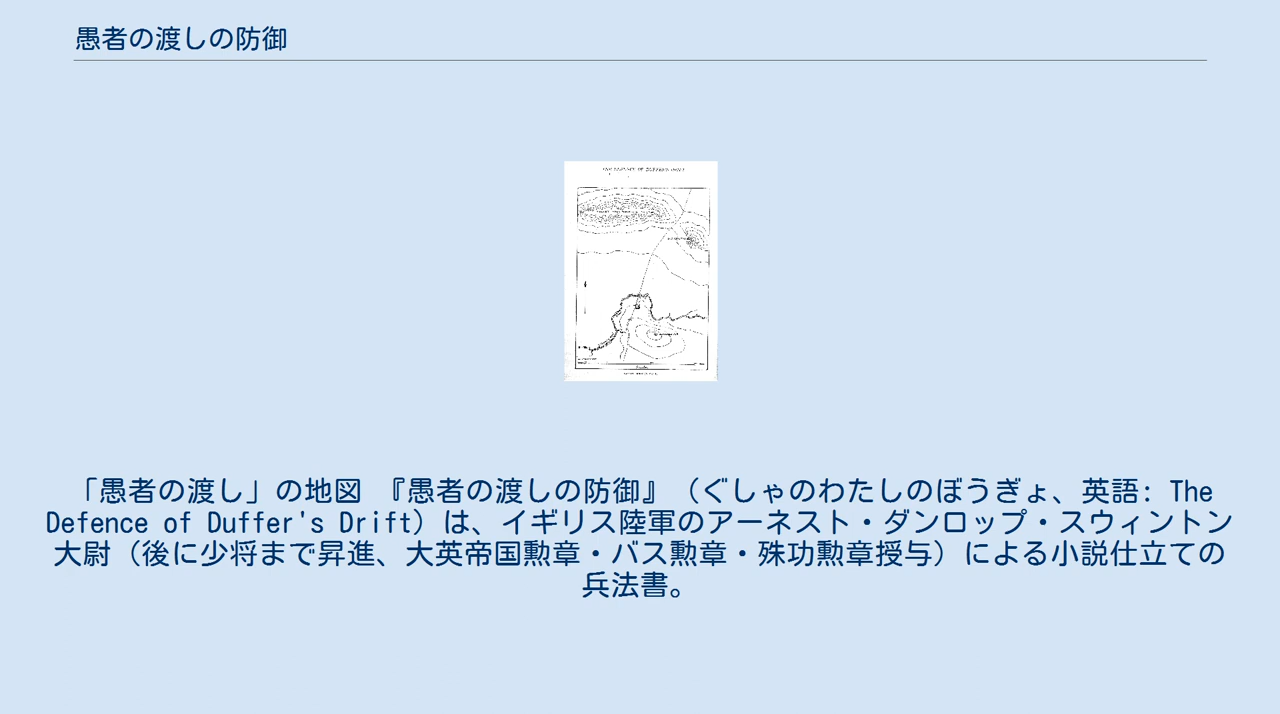 愚者の渡しの防御
「愚者の渡し」の地図 『愚者の渡しの防御』（ぐしゃのわたしのぼうぎょ、英語: The
Defence of Duffer's Drift）は、イギリス陸軍のアーネスト・ダンロップ・スウィントン
大尉（後に少将まで昇進、大英帝国勲章・バス勲章・殊功勲章授与）による小説仕立ての
兵法書。